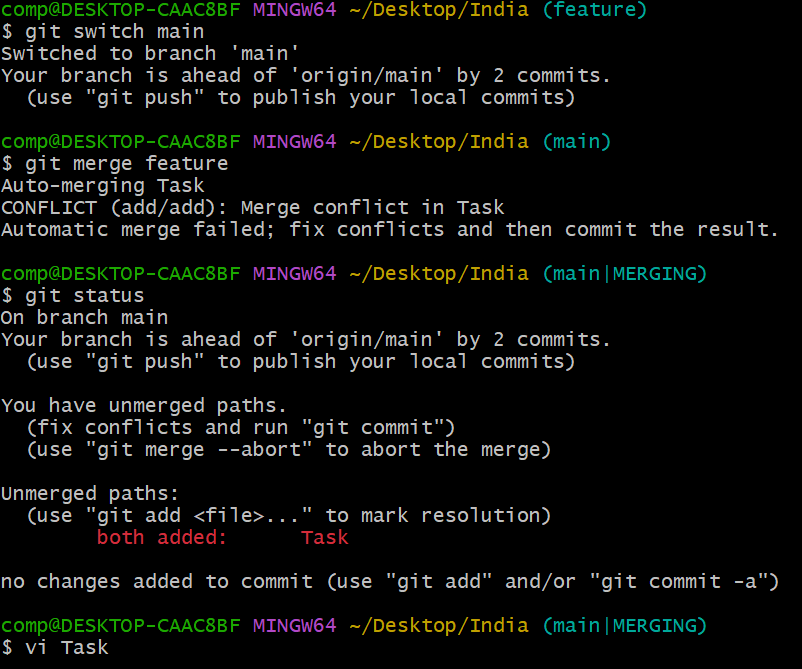 comp@DESKTOP-CAAC8BF MINGW64 ~/Desktop/India (feature)
$ git switch main
Switched to branch 'main'
Your branch is ahead of 'origin/main' by 2 commits.
  (use "git push" to publish your local commits)

comp@DESKTOP-CAAC8BF MINGW64 ~/Desktop/India (main)
$ git merge feature
Auto-merging Task
CONFLICT (add/add): Merge conflict in Task
Automatic merge failed; fix conflicts and then commit the result.

comp@DESKTOP-CAAC8BF MINGW64 ~/Desktop/India (main|MERGING)
$ git status
On branch main
Your branch is ahead of 'origin/main' by 2 commits.
  (use "git push" to publish your local commits)

You have unmerged paths.
  (fix conflicts and run "git commit")
  (use "git merge --abort" to abort the merge)

Unmerged paths:
  (use "git add <file>..." to mark resolution)
        both added:      Task

no changes added to commit (use "git add" and/or "git commit -a")

comp@DESKTOP-CAAC8BF MINGW64 ~/Desktop/India (main|MERGING)
$ vi Task